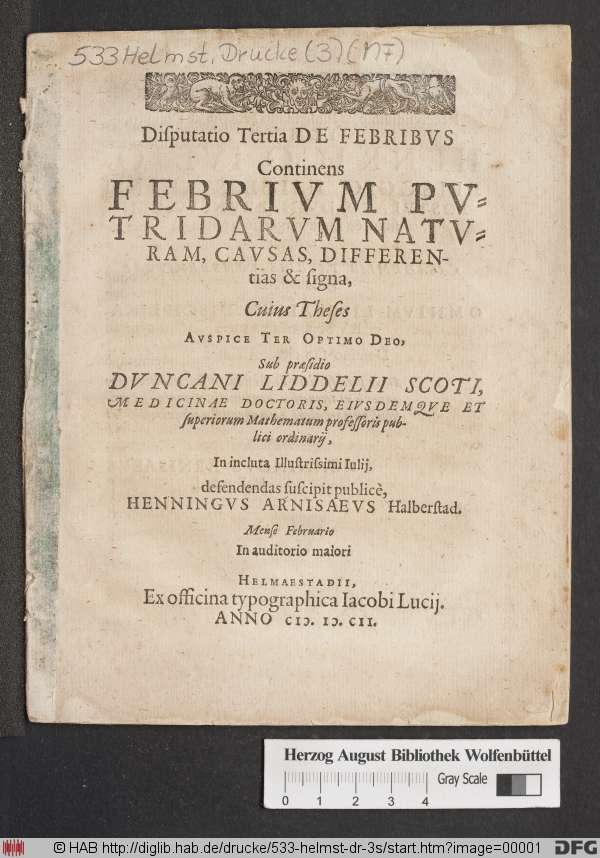 533 Helmst. Drucke (3) (NF)
Diſputatio Tertia DE FEBRIBVS
Continens
FEBRIVM PV-
TRIDARVM NATV-
RAM, CAVSAS, DIFFEREN-
tias & ſigna,
Cuius Theſes
AVSPICE TER OPTIMO DEO,
Sub præſidio
DVNCANI LIDDELII SCOTI,
MEDICINAE DOCTORIS, EIVSDEMQVE ET
ſuperiorum Mathematum profeſſoris pub-
lici ordinarij,
In incluta Illuſtriſsimi Iulij,
defendendas ſuſcipit publicè,
HENNINGVS ARNISAEVS Halberſtad.
Menſe Februario
In auditorio maiori
HELMAESTADII,
Ex officina typographica Iacobi Lucij.
ANNO CIↃ. IↃ. CII.
Herzog August Bibliothek Wolfenbüttel
Gray Scale
0 1 2 3 4
© HAB http://diglib.hab.de/drucke/533-helmst-dr-3s/start.htm?image=00001
DFG